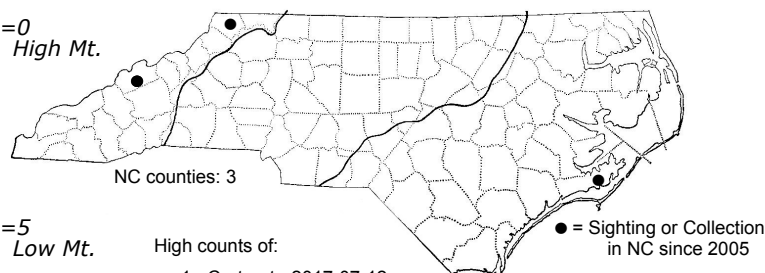 =0
High Mt.
NC counties: 3
● = Sighting or Collection
in NC since 2005
=5
Low Mt.
High counts of: